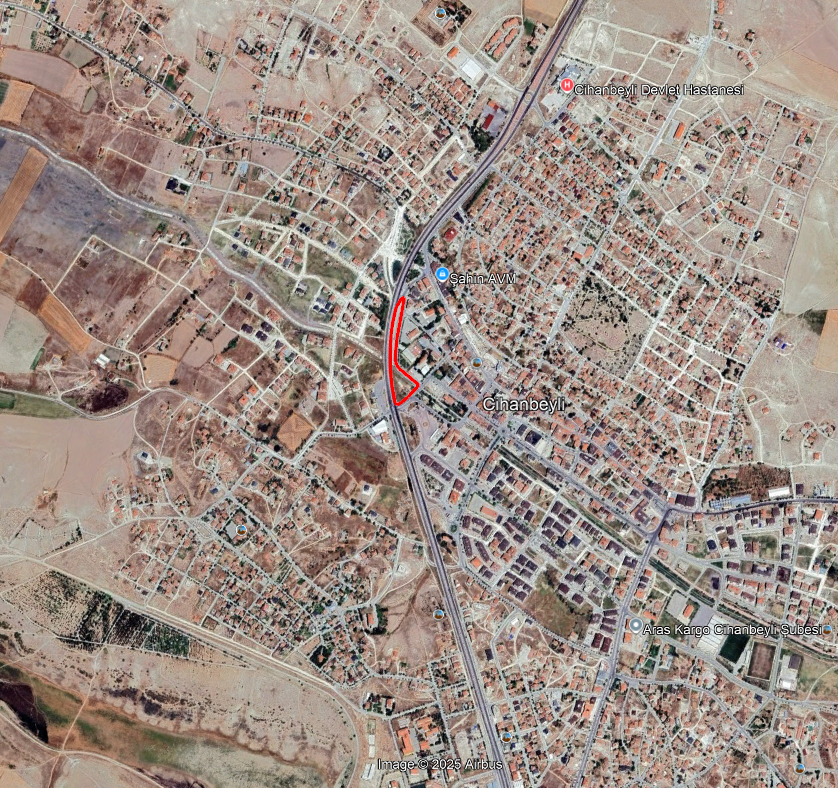 Cihanbeyli Devlet Hastanesi
Şahin AVM
Cihanbeyli
Aras Kargo Cihanbeyli Şubesi
Image © 2025 Airbus